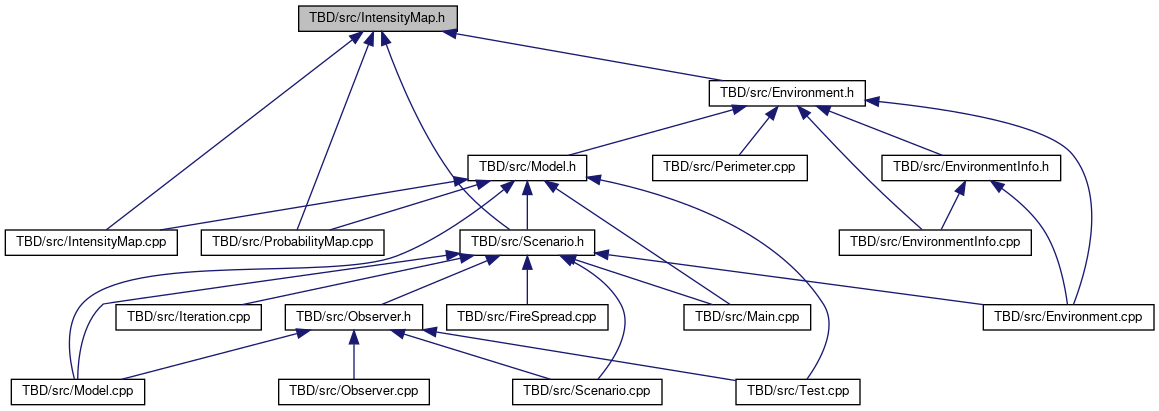 TBD/src/IntensityMap.h
TBD/src/Environment.h
TBD/src/Model.h
TBD/src/Perimeter.cpp
TBD/src/EnvironmentInfo.h
TBD/src/IntensityMap.cpp
TBD/src/ProbabilityMap.cpp
TBD/src/Scenario.h
TBD/src/EnvironmentInfo.cpp
TBD/src/Iteration.cpp
TBD/src/Observer.h
TBD/src/FireSpread.cpp
TBD/src/Main.cpp
TBD/src/Environment.cpp
TBD/src/Model.cpp
TBD/src/Observer.cpp
TBD/src/Scenario.cpp
TBD/src/Test.cpp